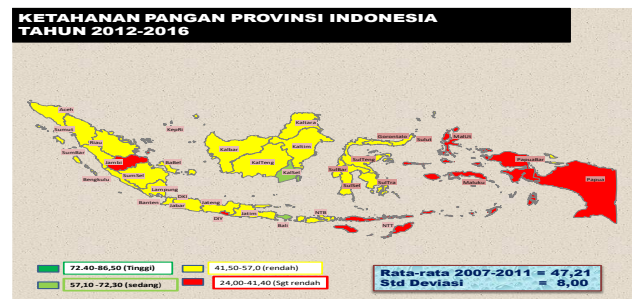 KETAHANAN PANGAN PROVINSI INDONESIA
TAHUN 2012-2016
Aceh
Sumut
Riau
Kepri
SumBar
Jambi
BaBel
Bengkulu
SumSel
Lampung
Banten
DKI
Jabar
Jateng
DIY
Jatim
Bali
NTB
NTT
Kaltara
Kalbar
Kaltim
KalTeng
KalSel
Gorontalo
Sulut
SulTeng
SulBar
SulSel
SulTra
MalUt
Maluku
PapuaBar
Papua
72.40-86,50 (Tinggi)
41,50-57,0 (rendah)
57,10 -72,30 (sedang)
24,00-41,40 (Sgt rendah
Rata-rata 2007-2011 = 47,21
Std Deviasi = 8,00